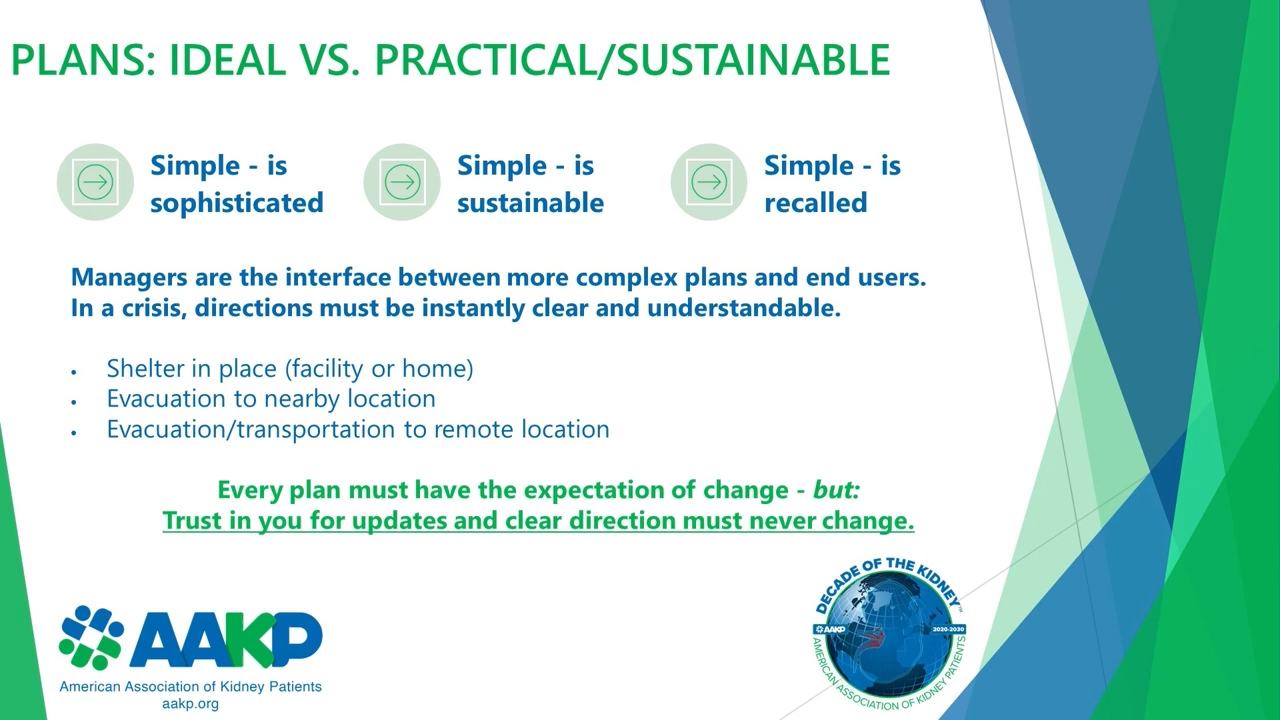 PLANS: IDEAL VS. PRACTICAL/SUSTAINABLE
Simple - is
sophisticated
Simple - is
sustainable
Simple - is
recalled
Managers are the interface between more complex plans and end users.
In a crisis, directions must be instantly clear and understandable.
• Shelter in place (facility or home)
• Evacuation to nearby location
• Evacuation/transportation to remote location
Every plan must have the expectation of change - but:
Trust in you for updates and clear direction must never change.
AAKP
American Association of Kidney Patients
aakp.org
DECADE OF THE KIDNEY™
AAKP
2020-2030
AMERICAN ASSOCIATION OF KIDNEY PATIENTS